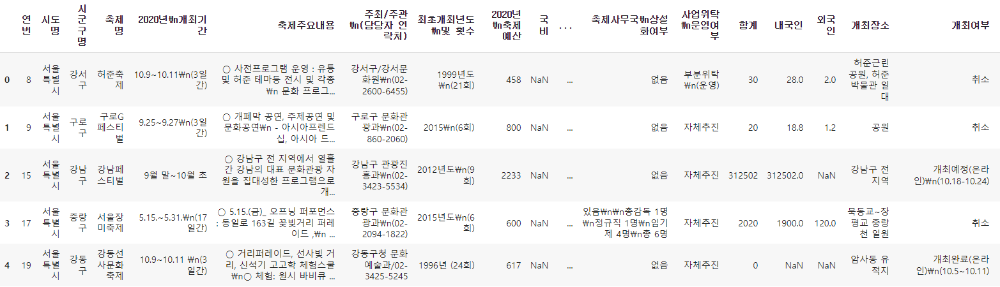 연번 시도명 시군구명 축제명 2020년₩n개최기간 축제주요내용 주최/주관₩n(담당자 연락처) 최초개최년도₩n및 횟수 2020년₩n축제예산 국비 ... 축제사무국₩n상설화여부 사업위탁₩n운영여부 합계 내국인 외국인 개최장소 개최여부
0 8 서울특별시 강서구 허준축제 10.9~10.11₩n(3일간) ○ 사전프로그램 운영 : 유통 및 허준 테마등 전시 및 각종₩n 문화 프로그... 강서구/강서문화원₩n(02-2600-6455) 1999년도₩n(21회) 458 NaN ... 없음 부분위탁₩n(운영) 30 28.0 2.0 허준근린공원, 허준박물관 일대 취소
1 9 서울특별시 구로구 구로G페스티벌 9.25~9.27₩n(3일간) ○ 개폐막 공연, 주제공연 및 문화공연₩n - 아시아프렌드십, 아시아 드... 구로구 문화관광과₩n(02-860-2060) 2015₩n(6회) 800 NaN ... 없음 자체추진 20 18.8 1.2 공원 취소
2 15 서울특별시 강남구 강남페스티벌 9월 말~10월 초 ○ 강남구 전 지역에서 열흘간 강남의 대표 문화관광 자원을 집대성한 프로그램으로 개... 강남구 관광진흥과₩n(02-3423-5534) 2012년도₩n(9회) 2233 NaN ... 없음 자체추진 312502 312502.0 NaN 강남구 전 지역 개최예정(온라인)₩n(10.18-10.24)
3 17 서울특별시 중랑구 서울장미축제 5.15.~5.31.₩n(17일간) ○ 5.15.(금)_ 오프닝 퍼포먼스 : 동일로 163길 꽃빛거리 퍼레이드 ,₩n ... 중랑구 문화관광과₩n(02-2094-1822) 2015년도₩n(6회) 600 NaN ... 있음₩n₩n총감독 1명₩n정규직 1명₩n임기제 4명₩n총 6명 자체추진 2020 1900.0 120.0 묵동교~장평교 중랑천 일원 취소
4 19 서울특별시 강동구 강동선사문화축제 10.9~10.11 ₩n(3일간) ○ 거리퍼레이드, 선사빛 거리, 신석기 고고학 체험스쿨₩n○ 체험: 원시 바비큐 ... 강동구청 문화예술과/02-3425-5245 1996년 (24회) 617 NaN ... 없음 자체추진 0 NaN NaN 암사동 유적지 개최완료(온라인)₩n(10.5~10.11)